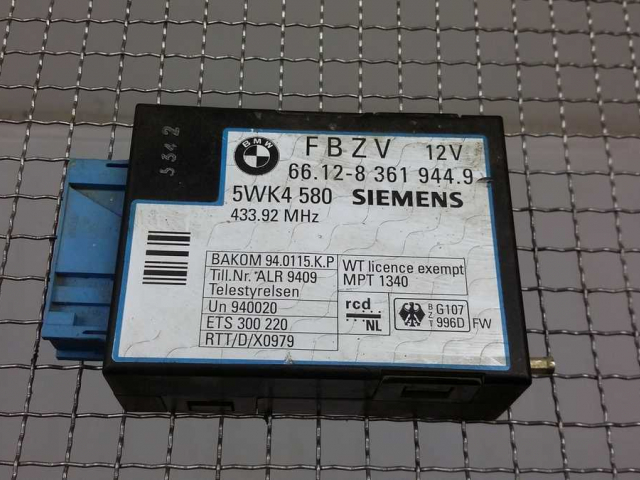 5342
BMW
FBZV 12V
66.12-8 361 944.9
5WK4 580 SIEMENS
433.92 MHz
BAKOM 94.0115.K.P
Till.Nr. ALR 9409
Telestyrelsen
Un 940020
ETS 300 220
RTT/D/X0979
WT licence exempt
MPT 1340
rcd
NL
BZT
G107
996D FW